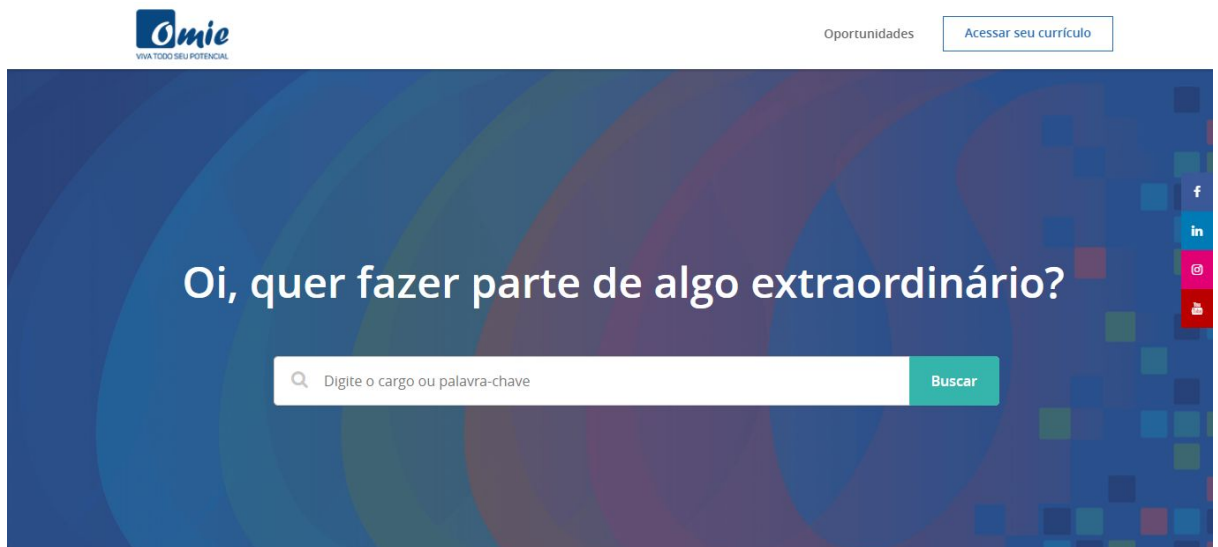 Omie
VIVA TODO SEU POTENCIAL
Oportunidades
Acessar seu currículo
Oi, quer fazer parte de algo extraordinário?
Digite o cargo ou palavra-chave
Buscar
f
in